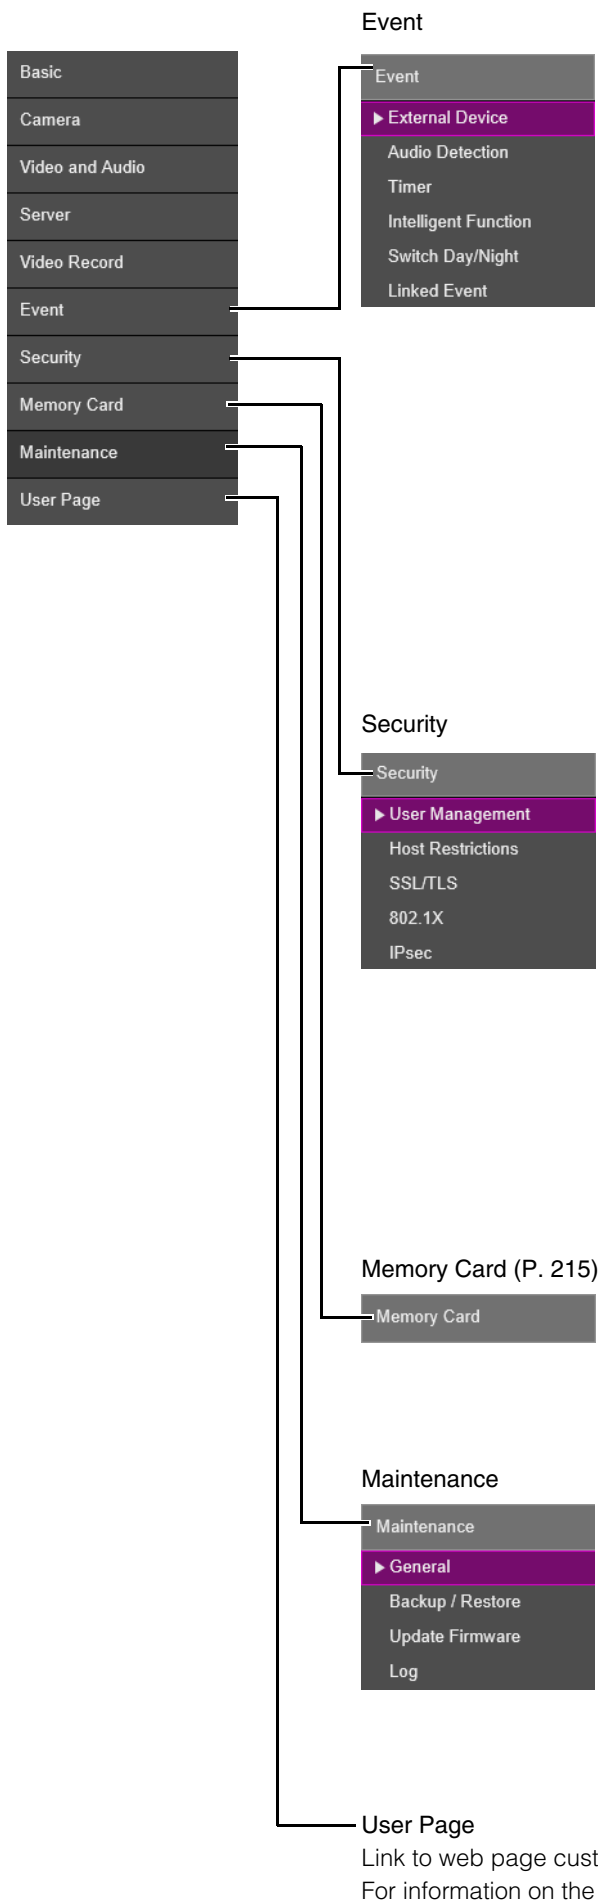 Event
Basic
Camera
Video and Audio
Server
Video Record
Event
Security
Memory Card
Maintenance
User Page
Event
External Device
Audio Detection
Timer
Intelligent Function
Switch Day/Night
Linked Event
Security
Security
User Management
Host Restrictions
SSL/TLS
802.1X
IPsec
Memory Card (P. 215)
Memory Card
Maintenance
Maintenance
General
Backup / Restore
Update Firmware
Log
User Page
Link to web page cust
For information on the